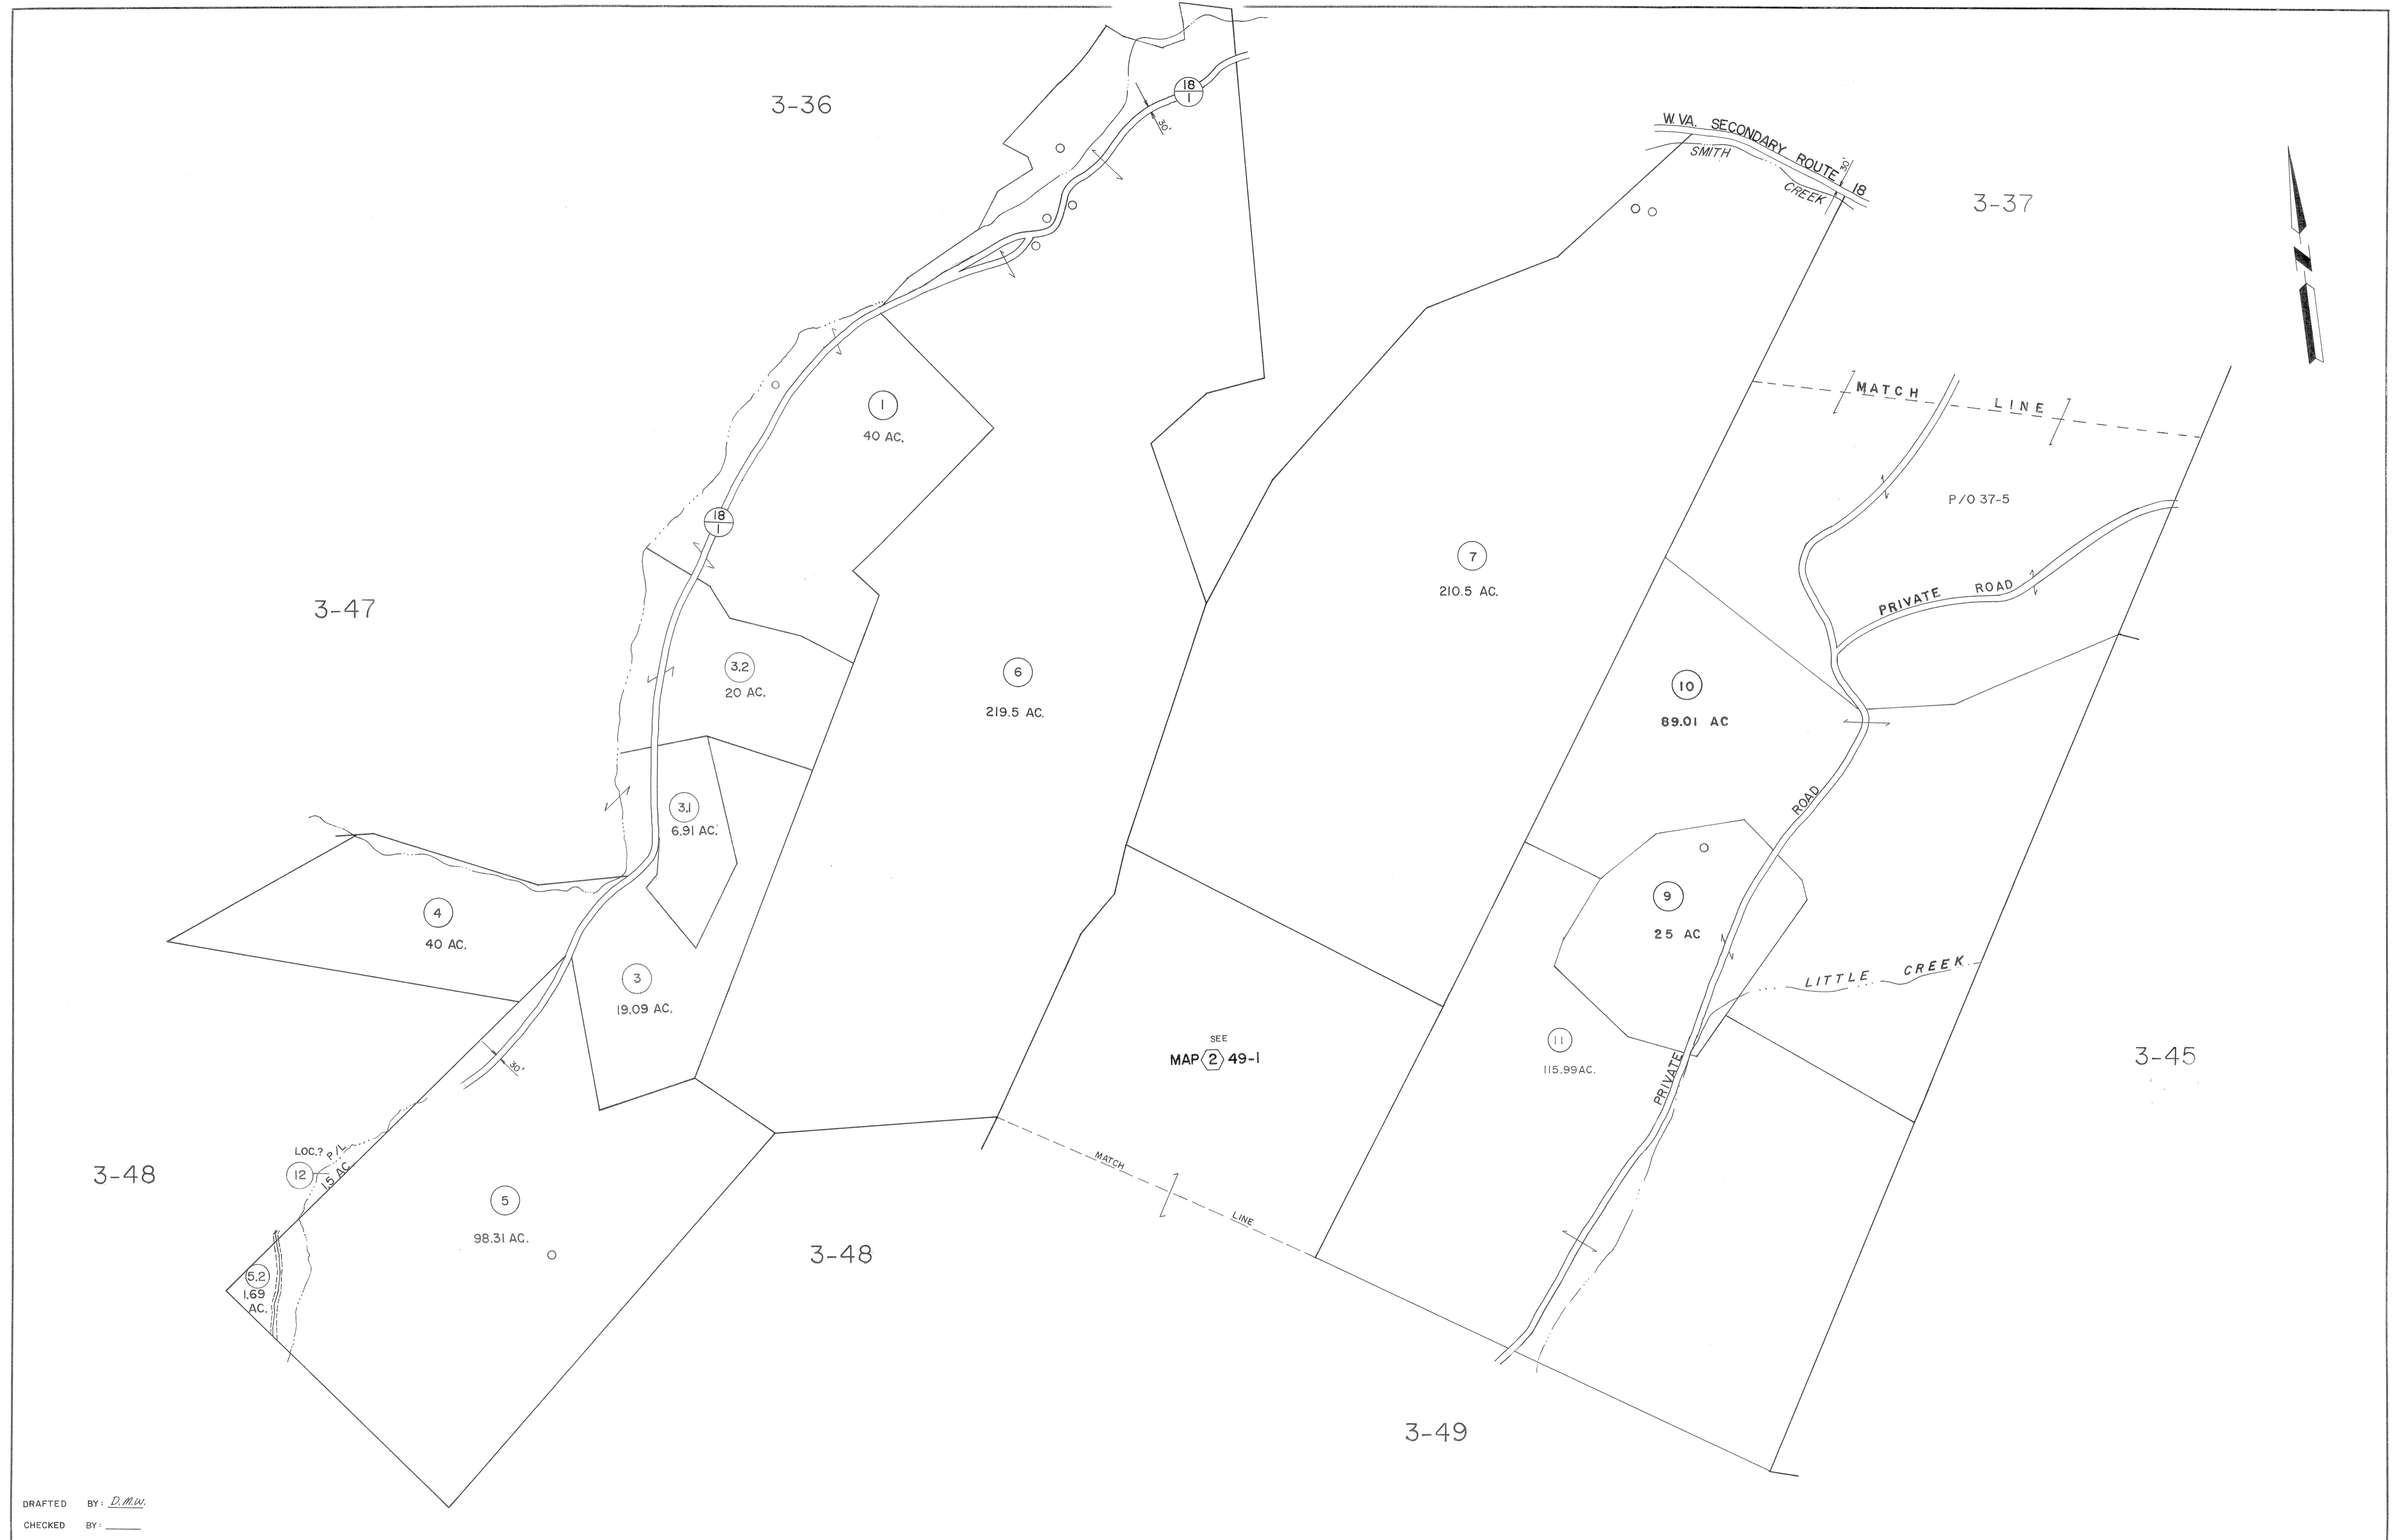 3-36
18
1
30'
W. VA. SECONDARY ROUTE 18
SMITH CREEK
30'
3-37
N
MATCH LINE
1
40 AC.
18
1
P/O 37-5
PRIVATE ROAD
3-47
7
210.5 AC.
3.2
20 AC.
6
219.5 AC.
10
89.01 AC
3.1
6.91 AC.
PRIVATE ROAD
9
25 AC
4
40 AC.
3
19.09 AC.
LITTLE CREEK
SEE
MAP 2 49-1
11
115.99 AC.
3-45
30'
LOC.? P/L
12
1.5 AC.
3-48
MATCH LINE
5
98.31 AC.
3-48
5.2
1.69
AC.
3-49
DRAFTED BY: D.M.W.
CHECKED BY: